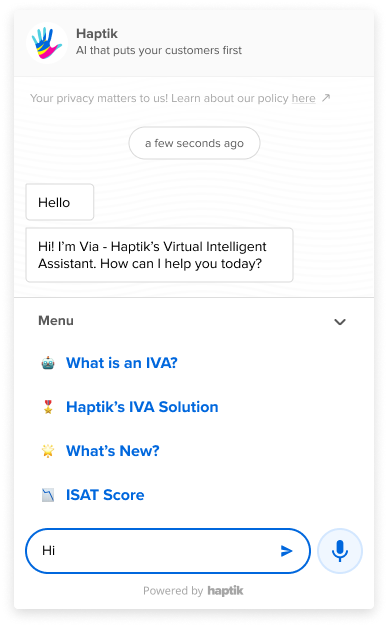 Haptik
AI that puts your customers first
Your privacy matters to us! Learn about our policy here ↗
a few seconds ago
Hello
Hi! I’m Via - Haptik’s Virtual Intelligent
Assistant. How can I help you today?
Menu
What is an IVA?
Haptik’s IVA Solution
What’s New?
ISAT Score
Hi
Powered by haptik